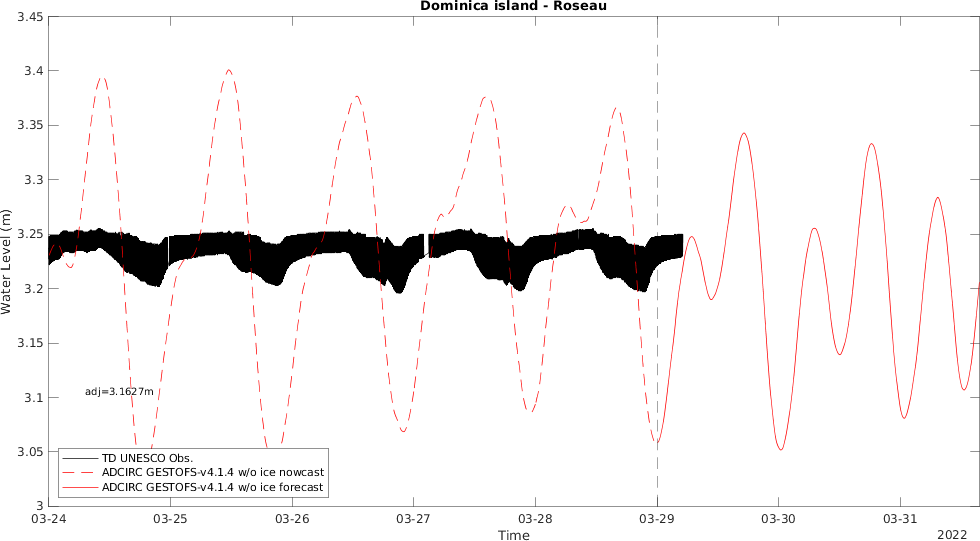 Dominica island - Roseau
3.45
3.4
3.35
3.3
3.25
3.2
3.15
3.1
3.05
3
Water Level (m)
adj=3.1627m
TD UNESCO Obs.
ADCIRC GESTOFS-v4.1.4 w/o ice nowcast
ADCIRC GESTOFS-v4.1.4 w/o ice forecast
03-24 03-25 03-26 03-27 03-28 03-29 03-30 03-31
Time
2022